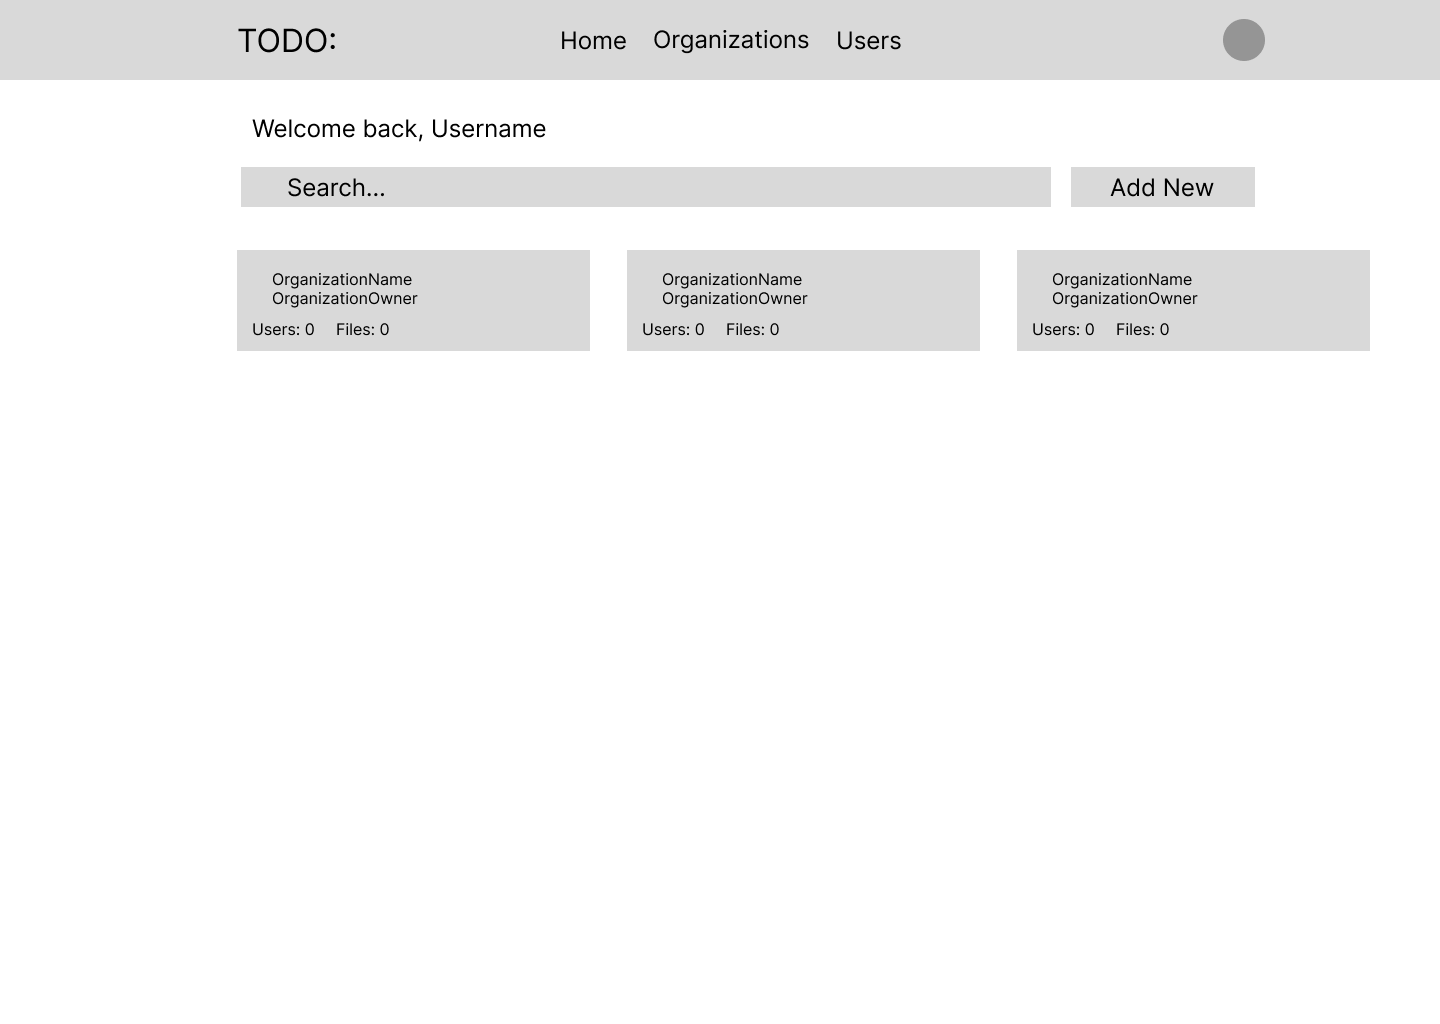 TODO:
Home Organizations Users
Welcome back, Username
Search...
Add New
OrganizationName
OrganizationOwner
Users: 0 Files: 0
OrganizationName
OrganizationOwner
Users: 0 Files: 0
OrganizationName
OrganizationOwner
Users: 0 Files: 0